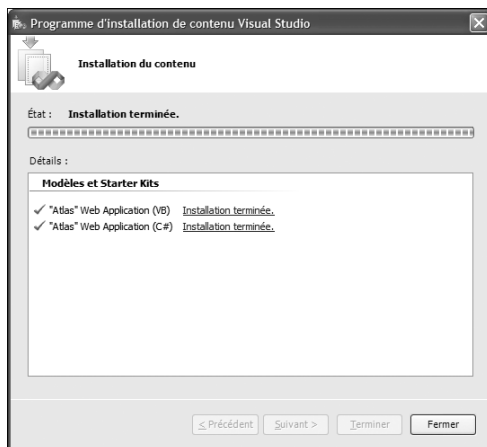 Programme d'installation de contenu Visual Studio
Installation du contenu
État : Installation terminée.
Détails :
Modèles et Starter Kits
"Atlas" Web Application (VB) Installation terminée.
"Atlas" Web Application (C#) Installation terminée.
< Précédent Suivant > Terminer Fermer